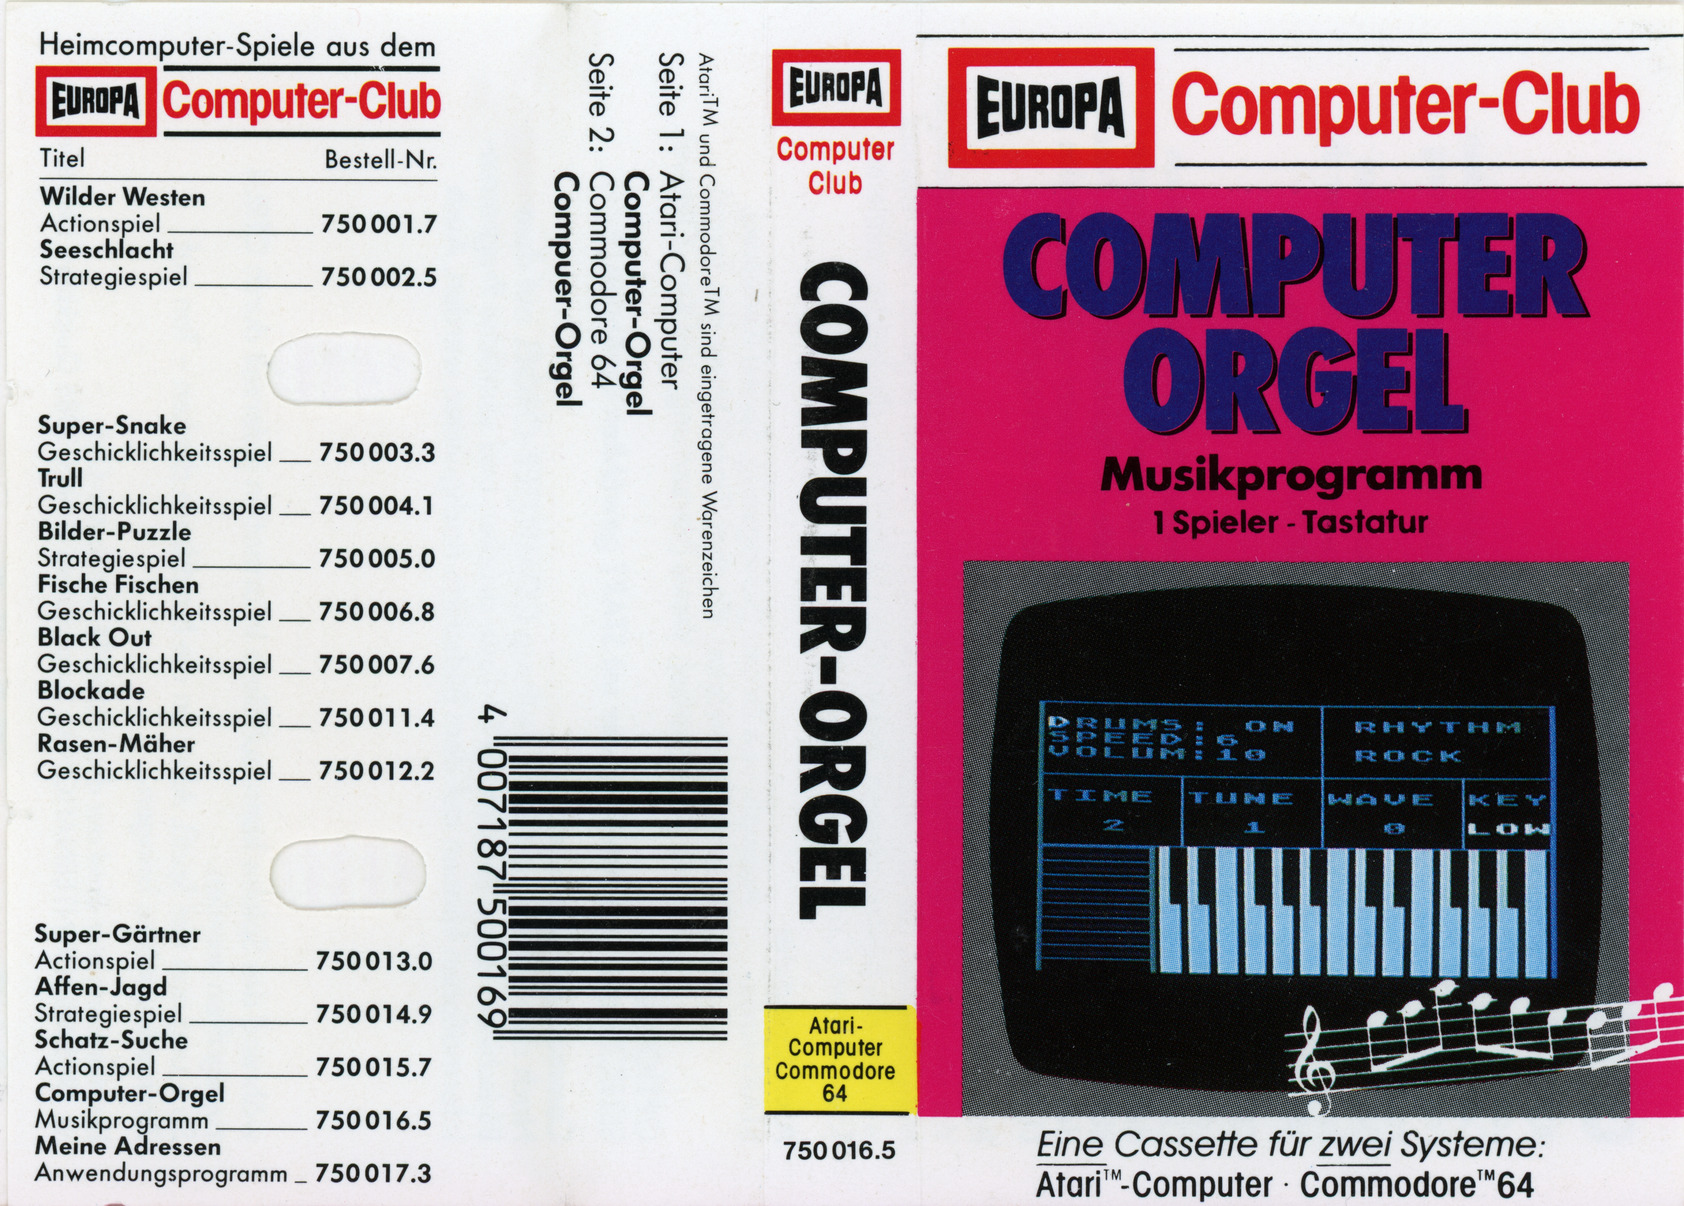 Heimcomputer-Spiele aus dem
EUROPA Computer-Club
Titel Bestell-Nr.
Wilder Westen
Actionspiel 750 001.7
Seeschlacht
Strategiespiel 750 002.5
Super-Snake
Geschicklichkeitsspiel 750 003.3
Trull
Geschicklichkeitsspiel 750 004.1
Bilder-Puzzle
Strategiespiel 750 005.0
Fische Fischen
Geschicklichkeitsspiel 750 006.8
Black Out
Geschicklichkeitsspiel 750 007.6
Blockade
Geschicklichkeitsspiel 750 011.4
Rasen-Mäher
Geschicklichkeitsspiel 750 012.2
Super-Gärtner
Actionspiel 750 013.0
Affen-Jagd
Strategiespiel 750 014.9
Schatz-Suche
Actionspiel 750 015.7
Computer-Orgel
Musikprogramm 750 016.5
Meine Adressen
Anwendungsprogramm 750 017.3
Atari™ und Commodore™ sind eingetragene Warenzeichen
Seite 1: Atari-Computer
Computer-Orgel
Seite 2: Commodore 64
Compuer-Orgel
4 007187 500169
EUROPA
Computer
Club
COMPUTER-ORGEL
Atari-
Computer
Commodore
64
750 016.5
EUROPA Computer-Club
COMPUTER
ORGEL
Musikprogramm
1 Spieler - Tastatur
DRUMS: ON RHYTHM
SPEED:6
VOLUM:10 ROCK
TIME TUNE WAVE KEY
2 1 0 LOW
Eine Cassette für zwei Systeme:
Atari™-Computer · Commodore™ 64